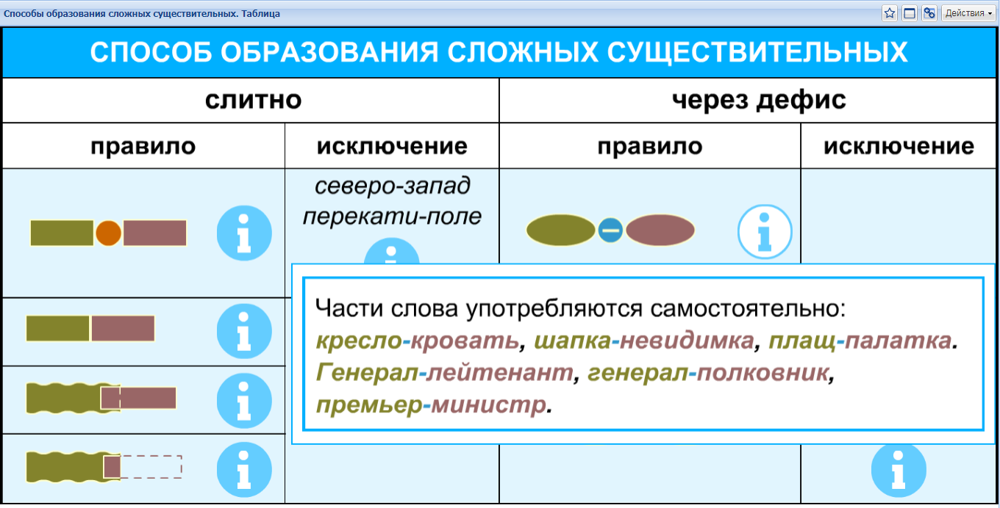 Способы образования сложных существительных. Таблица
Действия
СПОСОБ ОБРАЗОВАНИЯ СЛОЖНЫХ СУЩЕСТВИТЕЛЬНЫХ
слитно
через дефис
правило
исключение
правило
исключение
северо-запад
перекати-поле
Части слова употребляются самостоятельно:
кресло-кровать, шапка-невидимка, плащ-палатка.
Генерал-лейтенант, генерал-полковник,
премьер-министр.